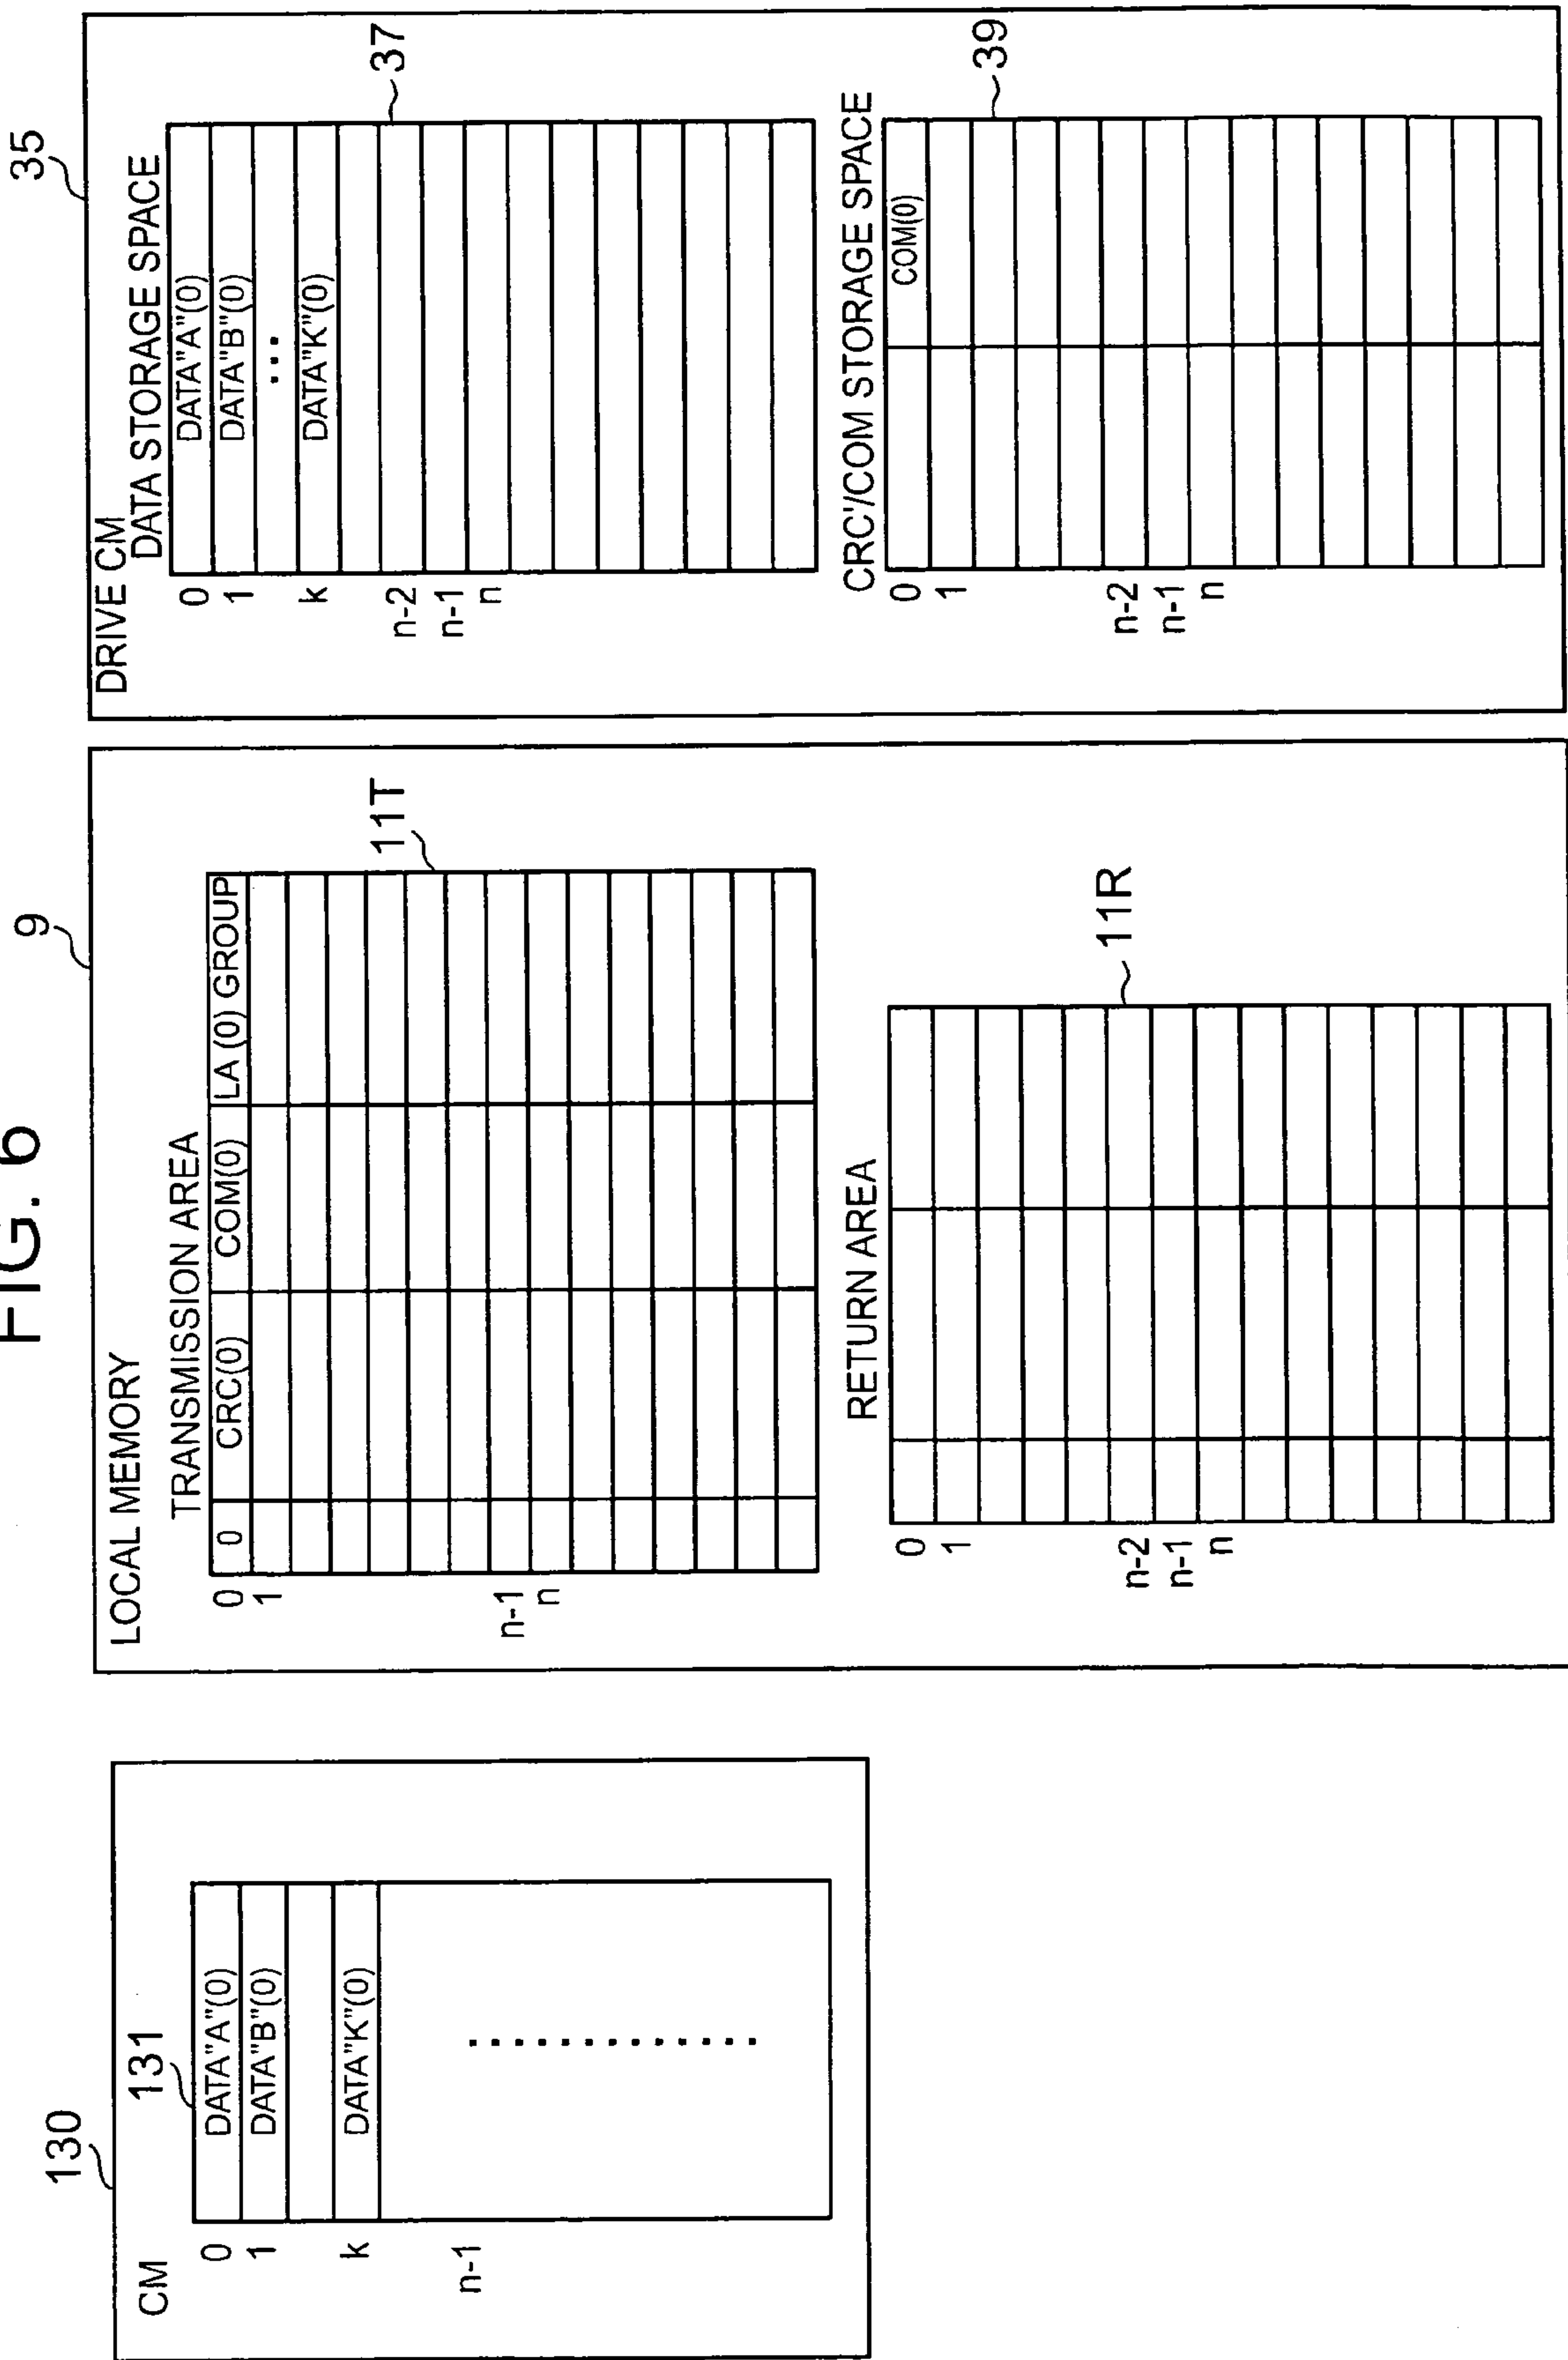 FIG. 6
130
CM
131
0 DATA"A"(0)
1 DATA"B"(0)
k DATA"K"(0)
n-1
9
LOCAL MEMORY
TRANSMISSION AREA
0 0 CRC(0) COM(0) LA (0) GROUP
1
11T
n-1
n
RETURN AREA
0
1
11R
n-2
n-1
n
35
DRIVE CM
DATA STORAGE SPACE
0 DATA"A"(0)
1 DATA"B"(0)
...
k DATA"K"(0)
37
n-2
n-1
n
CRC'/COM STORAGE SPACE
0 COM(0)
1
39
n-2
n-1
n